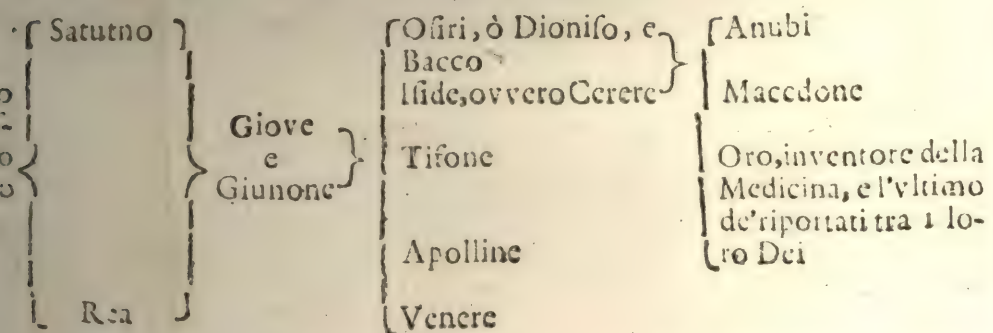 Satutno
Rea
Giove
e
Giunone
Osiri, ò Dioniso, e
Bacco
Iside, ovvero Cerere
Tifone
Apolline
Venere
Anubi
Macedone
Oro, inventore della
Medicina, e l'vltimo
de'riportati tra i lo-
ro Dei